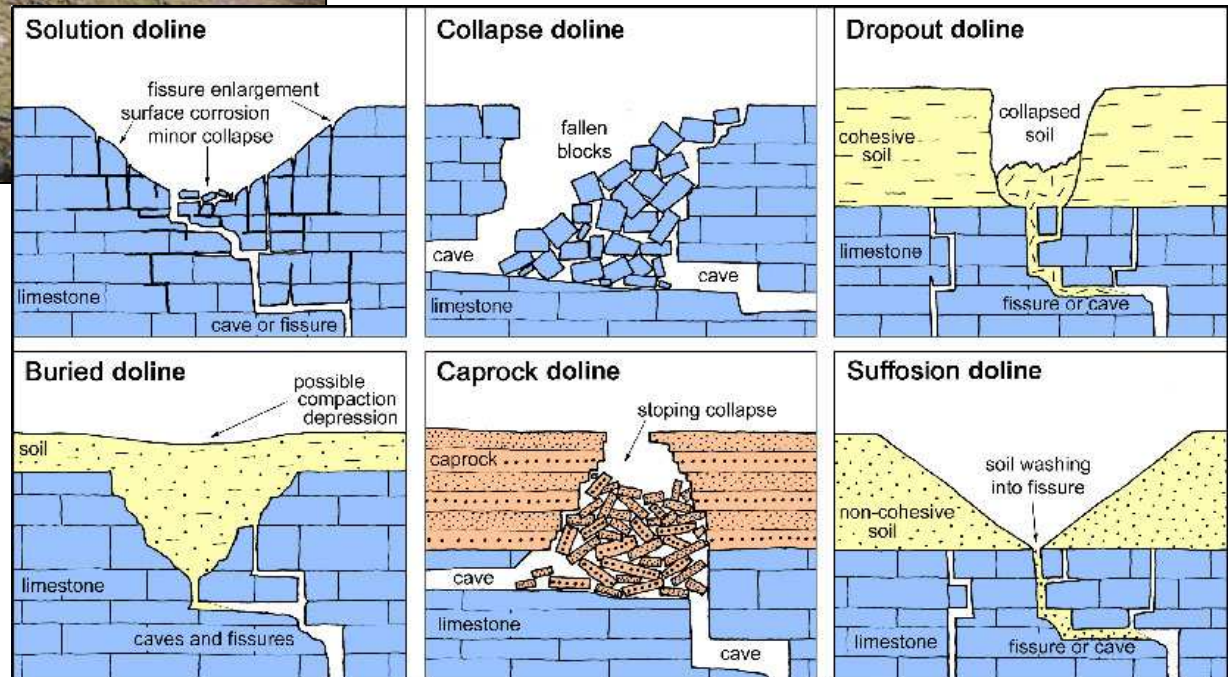 Solution doline
fissure enlargement
surface corrosion
minor collapse
limestone
cave or fissure
Collapse doline
fallen
blocks
cave
cave
limestone
Dropout doline
collapsed
soil
cohesive
soil
limestone
fissure or cave
Buried doline
possible
compaction
depression
soil
limestone
caves and fissures
Caprock doline
stoping collapse
caprock
cave
limestone
cave
Suffosion doline
soil washing
into fissure
non-cohesive
soil
limestone
fissure or cave